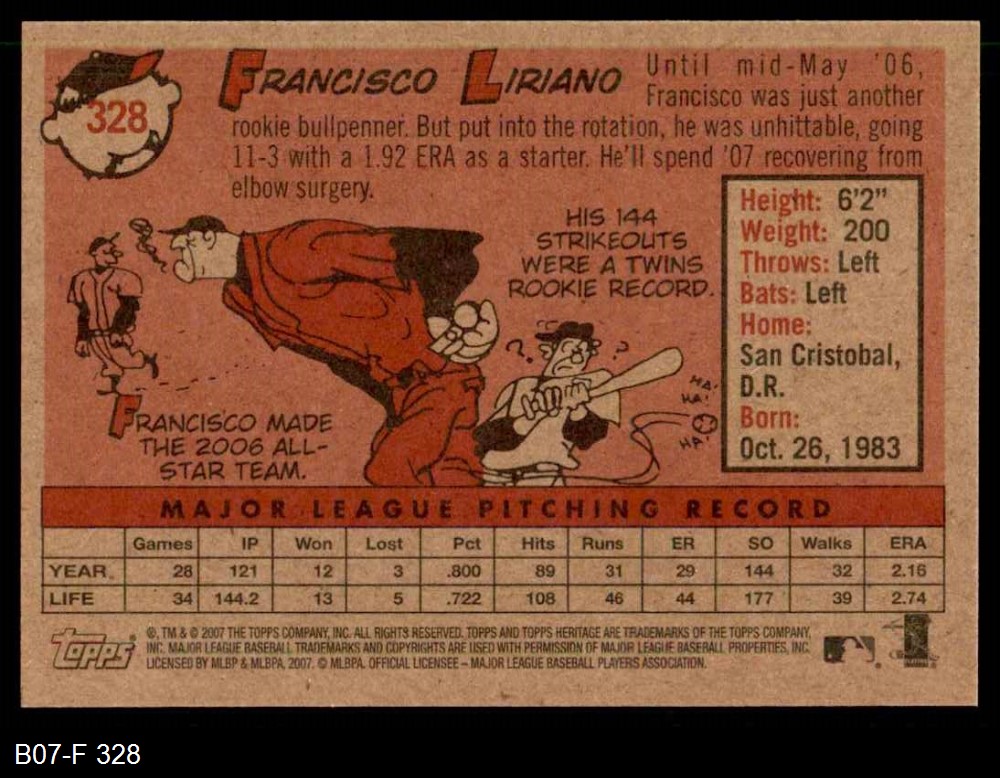 328
FRANCISCO LIRIANO
Until mid-May '06,
Francisco was just another
rookie bullpenner. But put into the rotation, he was unhittable, going
11-3 with a 1.92 ERA as a starter. He'll spend '07 recovering from
elbow surgery.
HIS 144
STRIKEOUTS
WERE A TWINS
ROOKIE RECORD.
? ?
HA!
HA!
HA!
FRANCISCO MADE
THE 2006 ALL-
STAR TEAM.
Height: 6'2"
Weight: 200
Throws: Left
Bats: Left
Home:
San Cristobal,
D.R.
Born:
Oct. 26, 1983
MAJOR LEAGUE PITCHING RECORD
Games IP Won Lost Pct Hits Runs ER SO Walks ERA
YEAR 28 121 12 3 .800 89 31 29 144 32 2.16
LIFE 34 144.2 13 5 .722 108 46 44 177 39 2.74
topps
®, TM & © 2007 THE TOPPS COMPANY, INC. ALL RIGHTS RESERVED. TOPPS AND TOPPS HERITAGE ARE TRADEMARKS OF THE TOPPS COMPANY,
INC. MAJOR LEAGUE BASEBALL TRADEMARKS AND COPYRIGHTS ARE USED WITH PERMISSION OF MAJOR LEAGUE BASEBALL PROPERTIES, INC.
LICENSED BY MLBP & MLBPA, 2007. © MLBPA. OFFICIAL LICENSEE – MAJOR LEAGUE BASEBALL PLAYERS ASSOCIATION.
B07-F 328